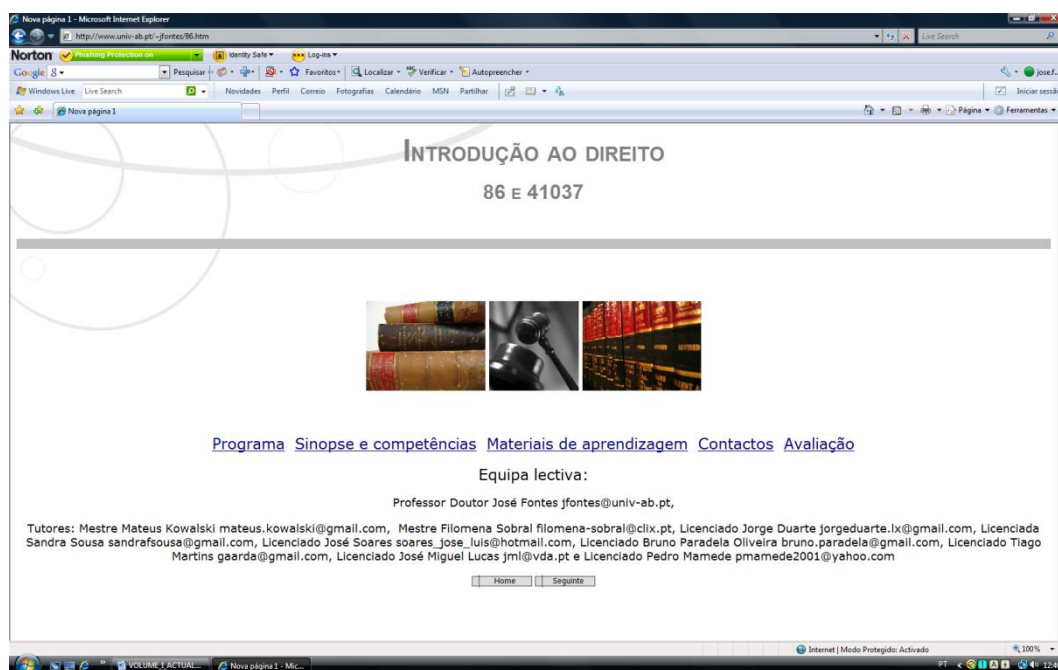 Nova página 1 - Microsoft Internet Explorer
http://www.univ-ab.pt/~jfontes/86.htm
Live Search
Norton Phishing Protection on Identity Safe Log-ins
Google Pesquisar Favoritos Localizar Verificar Autopreencher josef...
Windows Live Live Search Novidades Perfil Correio Fotografias Calendário MSN Partilhar Iniciar sessã
Nova página 1 Página Ferramentas
INTRODUÇÃO AO DIREITO
86 E 41037
Programa Sinopse e competências Materiais de aprendizagem Contactos Avaliação
Equipa lectiva:
Professor Doutor José Fontes jfontes@univ-ab.pt,
Tutores: Mestre Mateus Kowalski mateus.kowalski@gmail.com, Mestre Filomena Sobral filomena-sobral@clix.pt, Licenciado Jorge Duarte jorgeduarte.lx@gmail.com, Licenciada
Sandra Sousa sandrafsousa@gmail.com, Licenciado José Soares soares_jose_luis@hotmail.com, Licenciado Bruno Paradela Oliveira bruno.paradela@gmail.com, Licenciado Tiago
Martins gaarda@gmail.com, Licenciado José Miguel Lucas jml@vda.pt e Licenciado Pedro Mamede pmamede2001@yahoo.com
Home Seguinte
Internet | Modo Protegido: Activado 100%
VOLUME_I_ACTUAL... Nova página 1 - Mic... PT